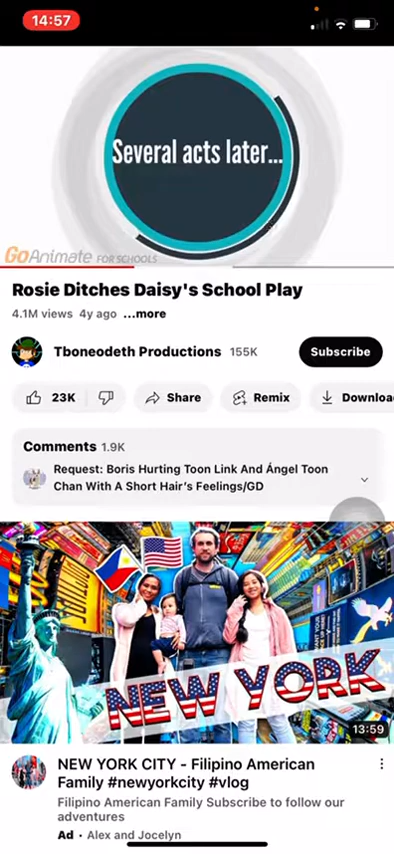 14:57
Several acts later...
GoAnimate FOR SCHOOLS
Rosie Ditches Daisy's School Play
4.1M views 4y ago ...more
Tboneodeth Productions 155K
Subscribe
23K
Share
Remix
Downloa
Comments 1.9K
Request: Boris Hurting Toon Link And Ángel Toon
Chan With A Short Hair's Feelings/GD
NEW YORK
13:59
NEW YORK CITY - Filipino American
Family #newyorkcity #vlog
Filipino American Family Subscribe to follow our
adventures
Ad • Alex and Jocelyn